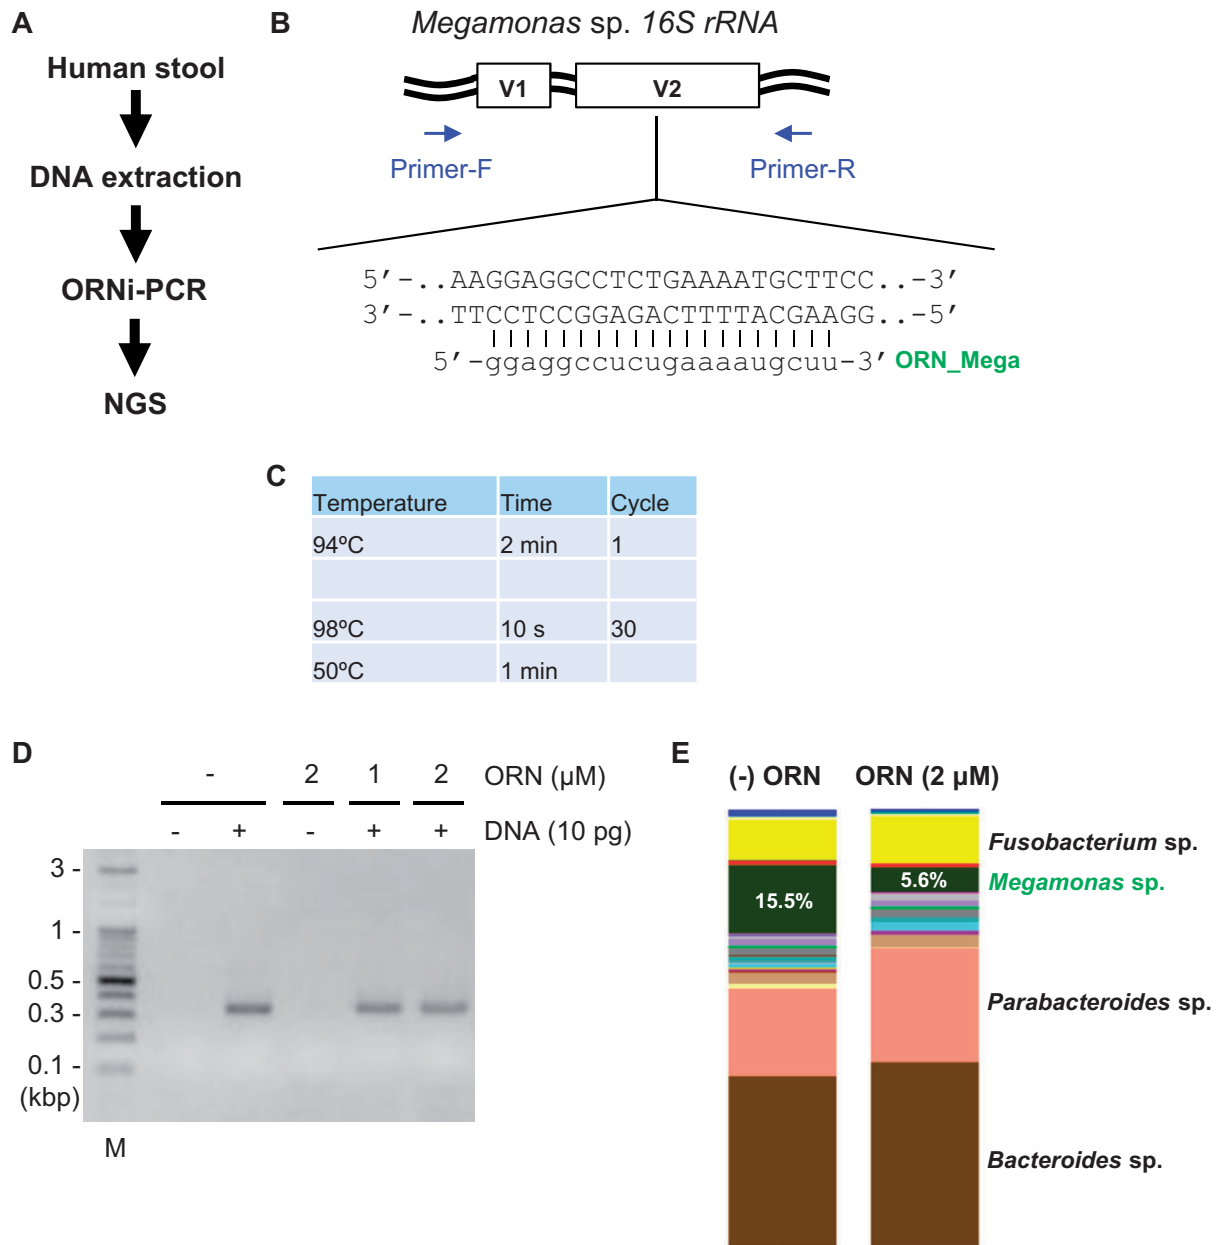 A
Human stool
DNA extraction
ORNi-PCR
NGS
B
Megamonas sp. 16S rRNA
V1
V2
Primer-F
Primer-R
5'-..AAGGAGGCCTCTGAAAATGCTTCC..-3'
3'-..TTCCTCCGGAGACTTTTACGAAGG..-5'
5'-ggaggccucugaaaaugcuu-3' ORN_Mega
C
Temperature Time Cycle
94ºC 2 min 1
98ºC 10 s 30
50ºC 1 min
D
- 2 1 2 ORN (µM)
- + - + + DNA (10 pg)
3 -
1 -
0.5 -
0.3 -
0.1 -
(kbp)
M
E
(-) ORN ORN (2 µM)
Fusobacterium sp.
5.6% Megamonas sp.
15.5%
Parabacteroides sp.
Bacteroides sp.